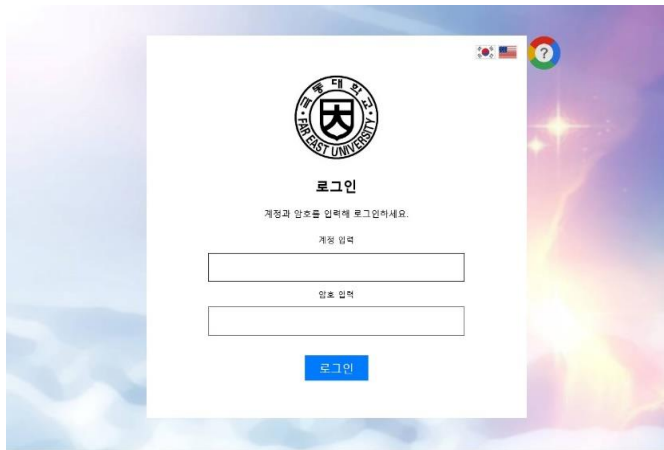 ?
극동대학교
FAR EAST UNIVERSITY
大
로그인
계정과 암호를 입력해 로그인하세요.
계정 입력
암호 입력
로그인